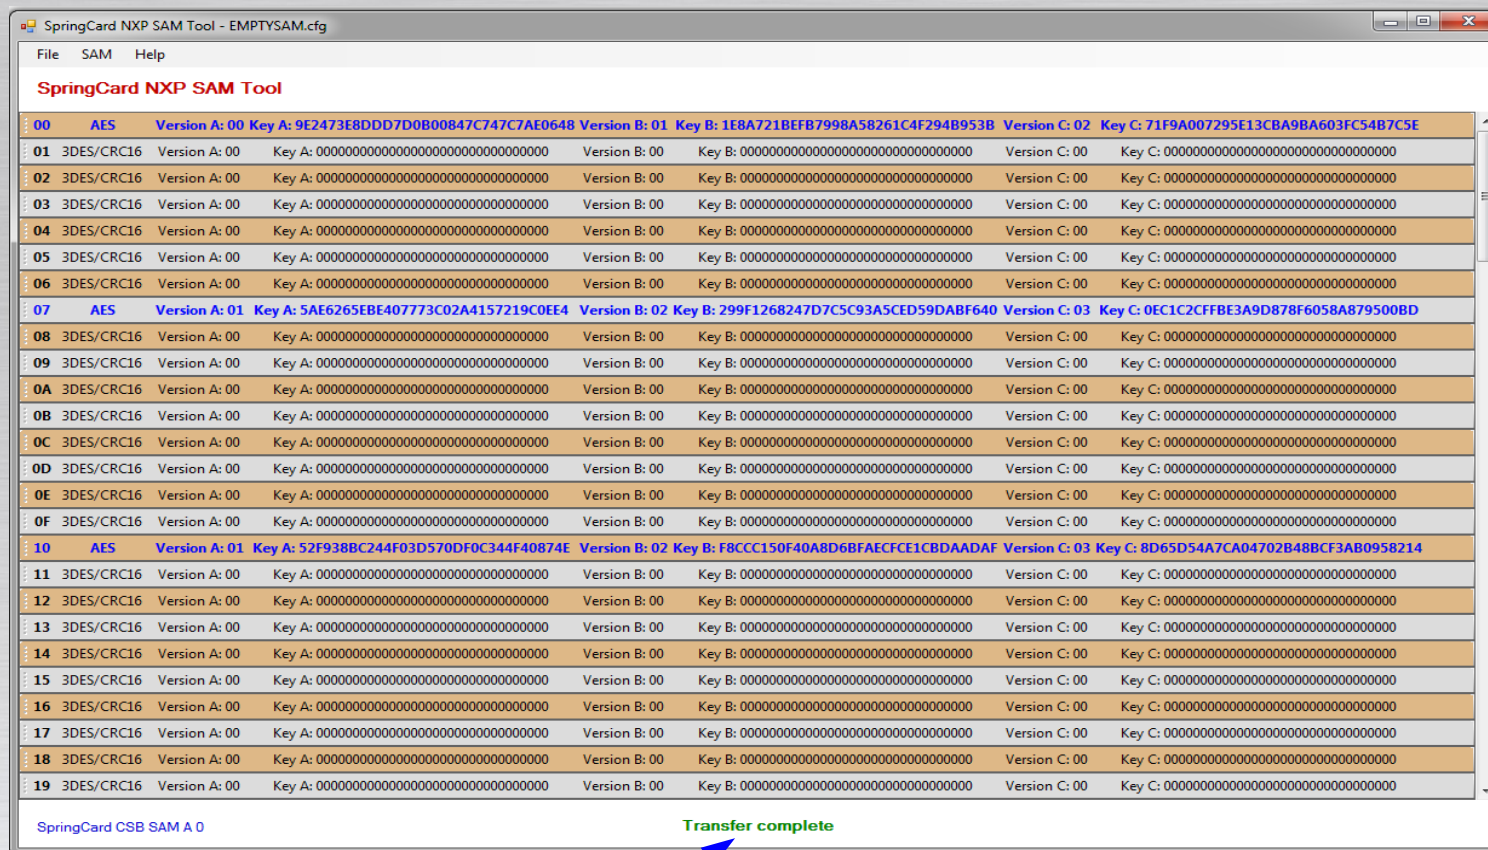 SpringCard NXP SAM Tool - EMPTYSAM.cfg
File SAM Help
SpringCard NXP SAM Tool
00 AES Version A: 00 Key A: 9E2473E8DDD7D0B00847C747C7AE0648 Version B: 01 Key B: 1E8A721BEFB7998A58261C4F294B953B Version C: 02 Key C: 71F9A007295E13CBA9BA603FC54B7C5E
01 3DES/CRC16 Version A: 00 Key A: 00000000000000000000000000000000 Version B: 00 Key B: 00000000000000000000000000000000 Version C: 00 Key C: 00000000000000000000000000000000
02 3DES/CRC16 Version A: 00 Key A: 00000000000000000000000000000000 Version B: 00 Key B: 00000000000000000000000000000000 Version C: 00 Key C: 00000000000000000000000000000000
03 3DES/CRC16 Version A: 00 Key A: 00000000000000000000000000000000 Version B: 00 Key B: 00000000000000000000000000000000 Version C: 00 Key C: 00000000000000000000000000000000
04 3DES/CRC16 Version A: 00 Key A: 00000000000000000000000000000000 Version B: 00 Key B: 00000000000000000000000000000000 Version C: 00 Key C: 00000000000000000000000000000000
05 3DES/CRC16 Version A: 00 Key A: 00000000000000000000000000000000 Version B: 00 Key B: 00000000000000000000000000000000 Version C: 00 Key C: 00000000000000000000000000000000
06 3DES/CRC16 Version A: 00 Key A: 00000000000000000000000000000000 Version B: 00 Key B: 00000000000000000000000000000000 Version C: 00 Key C: 00000000000000000000000000000000
07 AES Version A: 01 Key A: 5AE6265EBE407773C02A4157219C0EE4 Version B: 02 Key B: 299F1268247D7C5C93A5CED59DABF640 Version C: 03 Key C: 0EC1C2CFFBE3A9D878F6058A879500BD
08 3DES/CRC16 Version A: 00 Key A: 00000000000000000000000000000000 Version B: 00 Key B: 00000000000000000000000000000000 Version C: 00 Key C: 00000000000000000000000000000000
09 3DES/CRC16 Version A: 00 Key A: 00000000000000000000000000000000 Version B: 00 Key B: 00000000000000000000000000000000 Version C: 00 Key C: 00000000000000000000000000000000
0A 3DES/CRC16 Version A: 00 Key A: 00000000000000000000000000000000 Version B: 00 Key B: 00000000000000000000000000000000 Version C: 00 Key C: 00000000000000000000000000000000
0B 3DES/CRC16 Version A: 00 Key A: 00000000000000000000000000000000 Version B: 00 Key B: 00000000000000000000000000000000 Version C: 00 Key C: 00000000000000000000000000000000
0C 3DES/CRC16 Version A: 00 Key A: 00000000000000000000000000000000 Version B: 00 Key B: 00000000000000000000000000000000 Version C: 00 Key C: 00000000000000000000000000000000
0D 3DES/CRC16 Version A: 00 Key A: 00000000000000000000000000000000 Version B: 00 Key B: 00000000000000000000000000000000 Version C: 00 Key C: 00000000000000000000000000000000
0E 3DES/CRC16 Version A: 00 Key A: 00000000000000000000000000000000 Version B: 00 Key B: 00000000000000000000000000000000 Version C: 00 Key C: 00000000000000000000000000000000
0F 3DES/CRC16 Version A: 00 Key A: 00000000000000000000000000000000 Version B: 00 Key B: 00000000000000000000000000000000 Version C: 00 Key C: 00000000000000000000000000000000
10 AES Version A: 01 Key A: 52F938BC244F03D570DF0C344F40874E Version B: 02 Key B: F8CCC150F40A8D6BFAECFCE1CBDAADAF Version C: 03 Key C: 8D65D54A7CA04702B48BCF3AB0958214
11 3DES/CRC16 Version A: 00 Key A: 00000000000000000000000000000000 Version B: 00 Key B: 00000000000000000000000000000000 Version C: 00 Key C: 00000000000000000000000000000000
12 3DES/CRC16 Version A: 00 Key A: 00000000000000000000000000000000 Version B: 00 Key B: 00000000000000000000000000000000 Version C: 00 Key C: 00000000000000000000000000000000
13 3DES/CRC16 Version A: 00 Key A: 00000000000000000000000000000000 Version B: 00 Key B: 00000000000000000000000000000000 Version C: 00 Key C: 00000000000000000000000000000000
14 3DES/CRC16 Version A: 00 Key A: 00000000000000000000000000000000 Version B: 00 Key B: 00000000000000000000000000000000 Version C: 00 Key C: 00000000000000000000000000000000
15 3DES/CRC16 Version A: 00 Key A: 00000000000000000000000000000000 Version B: 00 Key B: 00000000000000000000000000000000 Version C: 00 Key C: 00000000000000000000000000000000
16 3DES/CRC16 Version A: 00 Key A: 00000000000000000000000000000000 Version B: 00 Key B: 00000000000000000000000000000000 Version C: 00 Key C: 00000000000000000000000000000000
17 3DES/CRC16 Version A: 00 Key A: 00000000000000000000000000000000 Version B: 00 Key B: 00000000000000000000000000000000 Version C: 00 Key C: 00000000000000000000000000000000
18 3DES/CRC16 Version A: 00 Key A: 00000000000000000000000000000000 Version B: 00 Key B: 00000000000000000000000000000000 Version C: 00 Key C: 00000000000000000000000000000000
19 3DES/CRC16 Version A: 00 Key A: 00000000000000000000000000000000 Version B: 00 Key B: 00000000000000000000000000000000 Version C: 00 Key C: 00000000000000000000000000000000
SpringCard CSB SAM A 0 Transfer complete